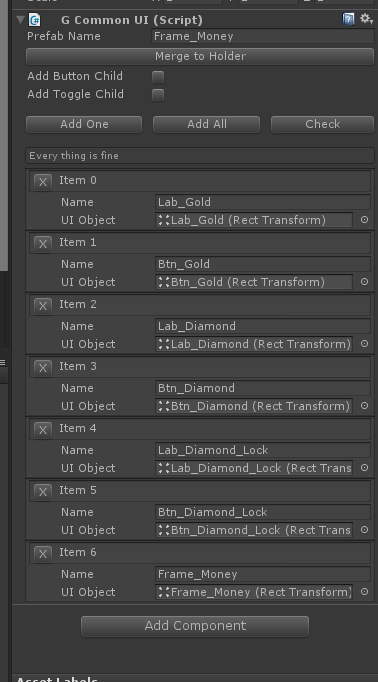 G Common UI (Script)
Prefab Name Frame_Money
Merge to Holder
Add Button Child
Add Toggle Child
Add One Add All Check
Every thing is fine
X Item 0
Name Lab_Gold
UI Object Lab_Gold (Rect Transform)
X Item 1
Name Btn_Gold
UI Object Btn_Gold (Rect Transform)
X Item 2
Name Lab_Diamond
UI Object Lab_Diamond (Rect Transform)
X Item 3
Name Btn_Diamond
UI Object Btn_Diamond (Rect Transform)
X Item 4
Name Lab_Diamond_Lock
UI Object Lab_Diamond_Lock (Rect Trans
X Item 5
Name Btn_Diamond_Lock
UI Object Btn_Diamond_Lock (Rect Trans
X Item 6
Name Frame_Money
UI Object Frame_Money (Rect Transform)
Add Component
Asset Labels